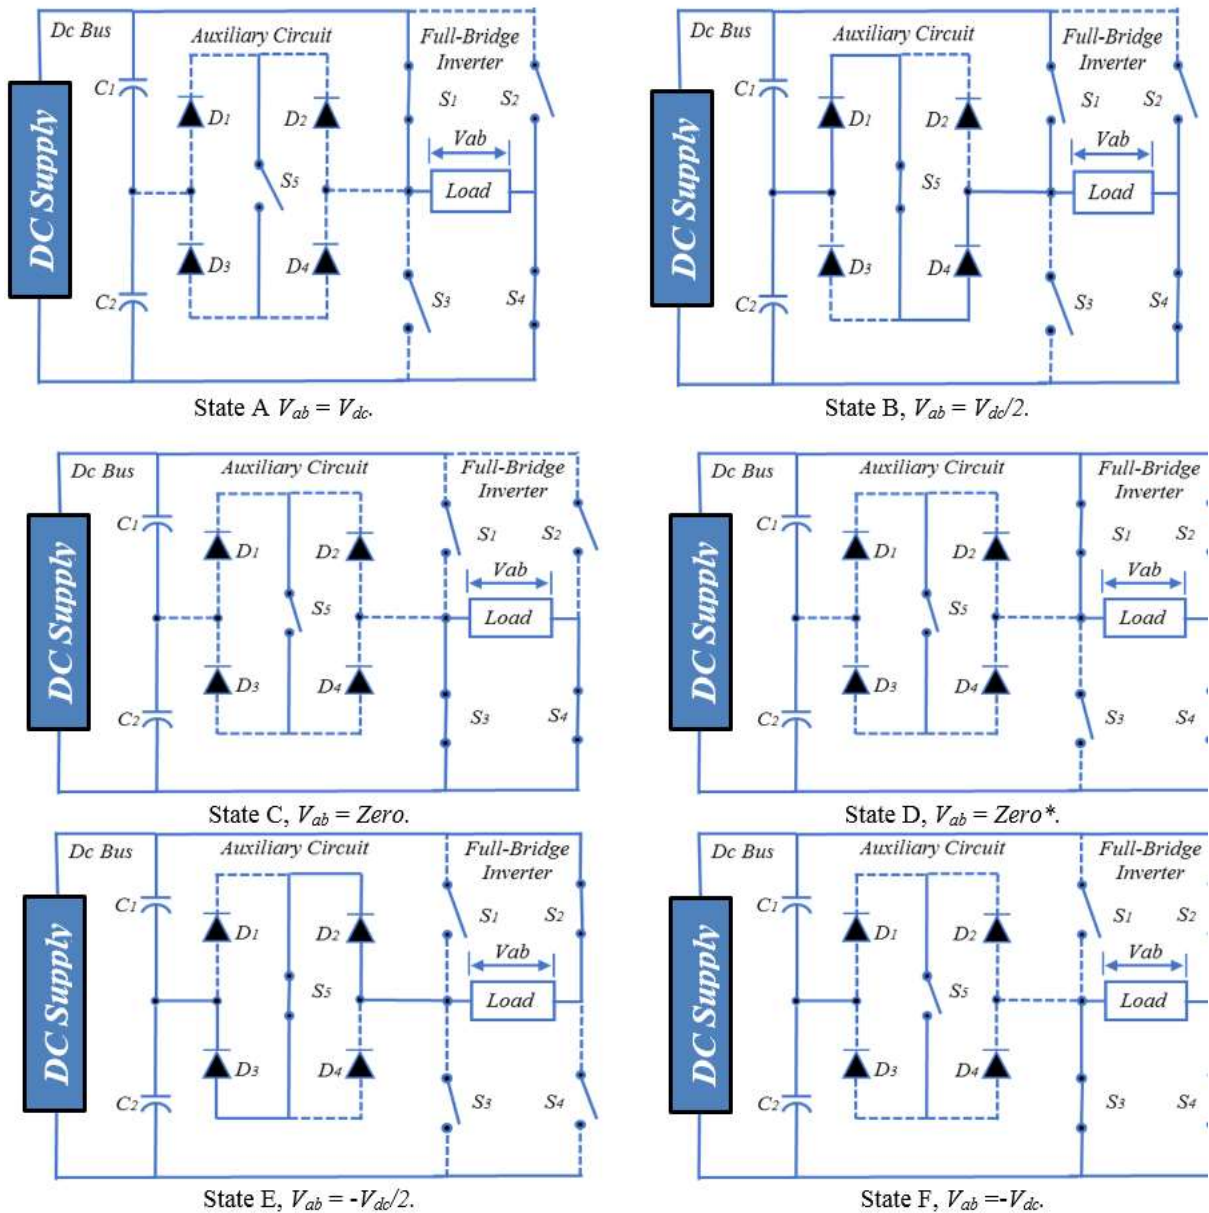 Dc Bus
Auxiliary Circuit
Full-Bridge
Inverter
DC Supply
C1
C2
D1
D2
D3
D4
S5
S1
S2
S3
S4
Vab
Load
State A Vab = Vdc.
Dc Bus
Auxiliary Circuit
Full-Bridge
Inverter
DC Supply
C1
C2
D1
D2
D3
D4
S5
S1
S2
S3
S4
Vab
Load
State B, Vab = Vdc/2.
Dc Bus
Auxiliary Circuit
Full-Bridge
Inverter
DC Supply
C1
C2
D1
D2
D3
D4
S5
S1
S2
S3
S4
Vab
Load
State C, Vab = Zero.
Dc Bus
Auxiliary Circuit
Full-Bridge
Inverter
DC Supply
C1
C2
D1
D2
D3
D4
S5
S1
S2
S3
S4
Vab
Load
State D, Vab = Zero*.
Dc Bus
Auxiliary Circuit
Full-Bridge
Inverter
DC Supply
C1
C2
D1
D2
D3
D4
S5
S1
S2
S3
S4
Vab
Load
State E, Vab = -Vdc/2.
Dc Bus
Auxiliary Circuit
Full-Bridge
Inverter
DC Supply
C1
C2
D1
D2
D3
D4
S5
S1
S2
S3
S4
Vab
Load
State F, Vab =-Vdc.